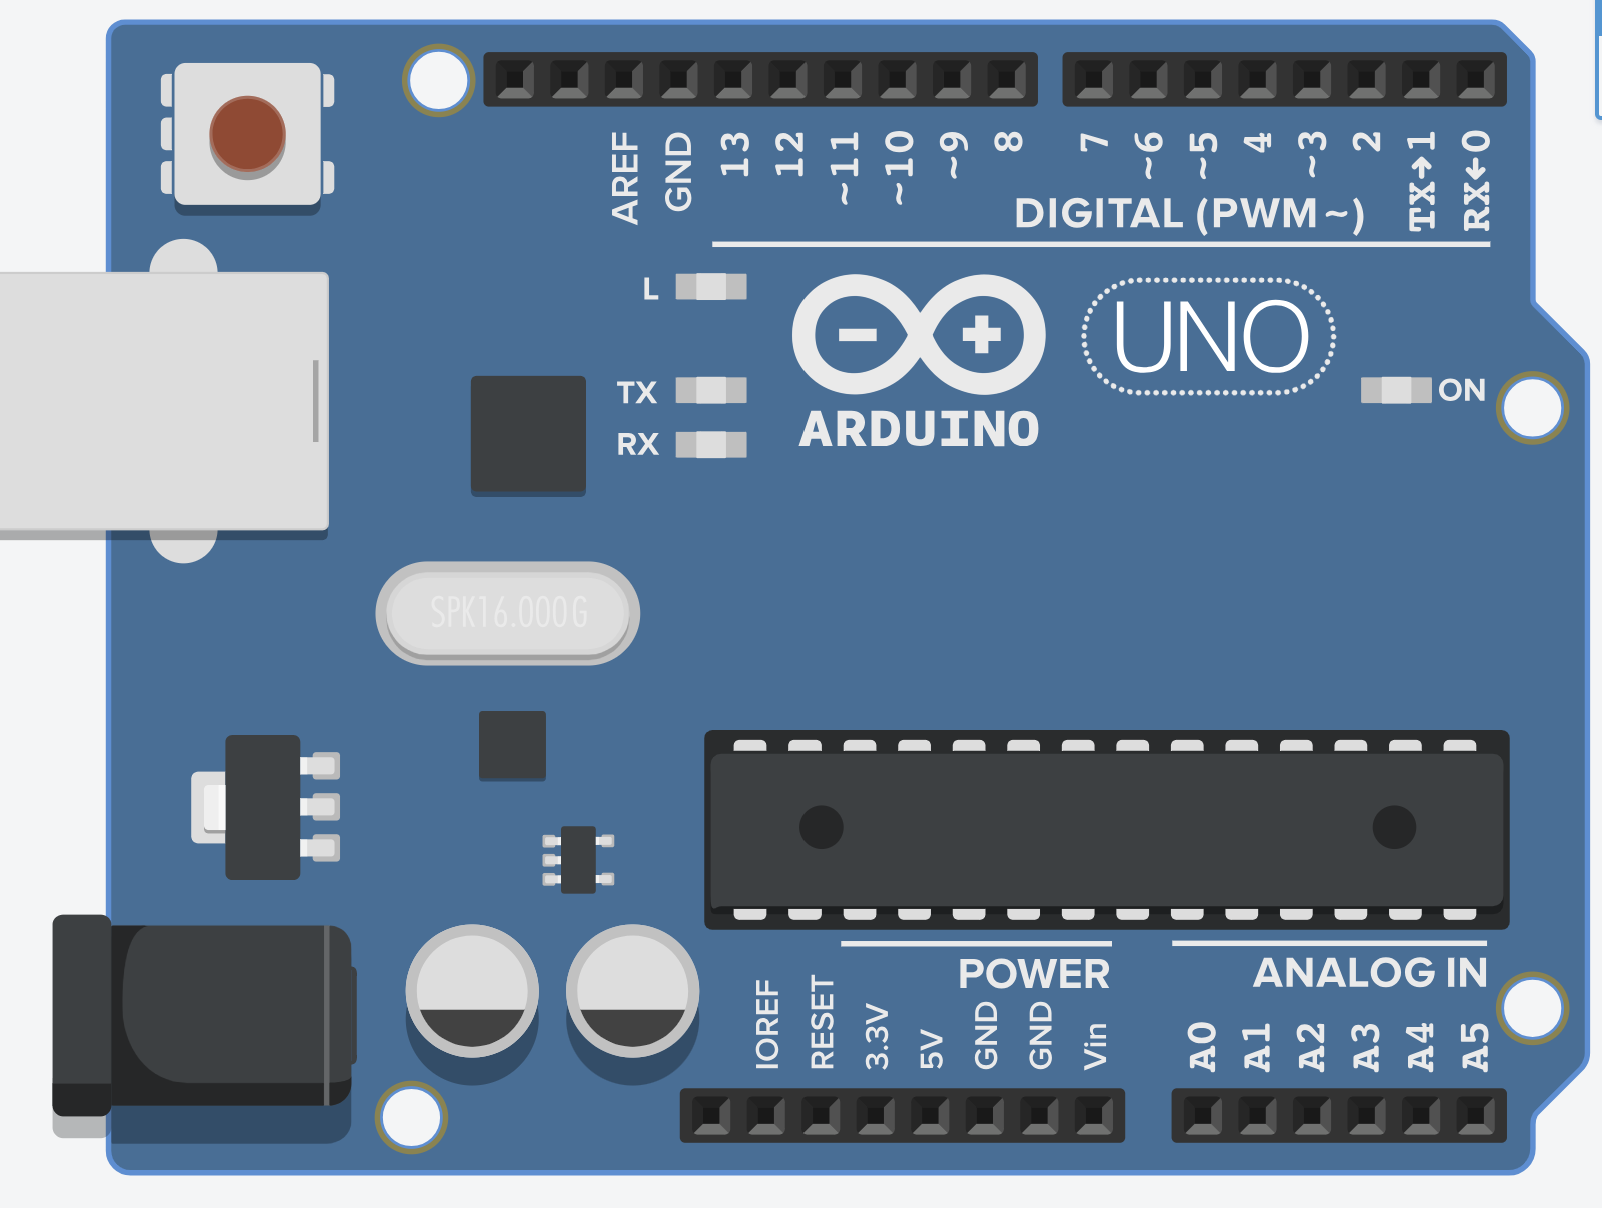 AREF
GND
13
12
~11
~10
~9
8
7
~6
~5
4
~3
2
TX→1
RX←0
DIGITAL (PWM~)
L
TX
RX
ARDUINO
UNO
ON
SPK16.000G
POWER
ANALOG IN
IOREF
RESET
3.3V
5V
GND
GND
Vin
A0
A1
A2
A3
A4
A5